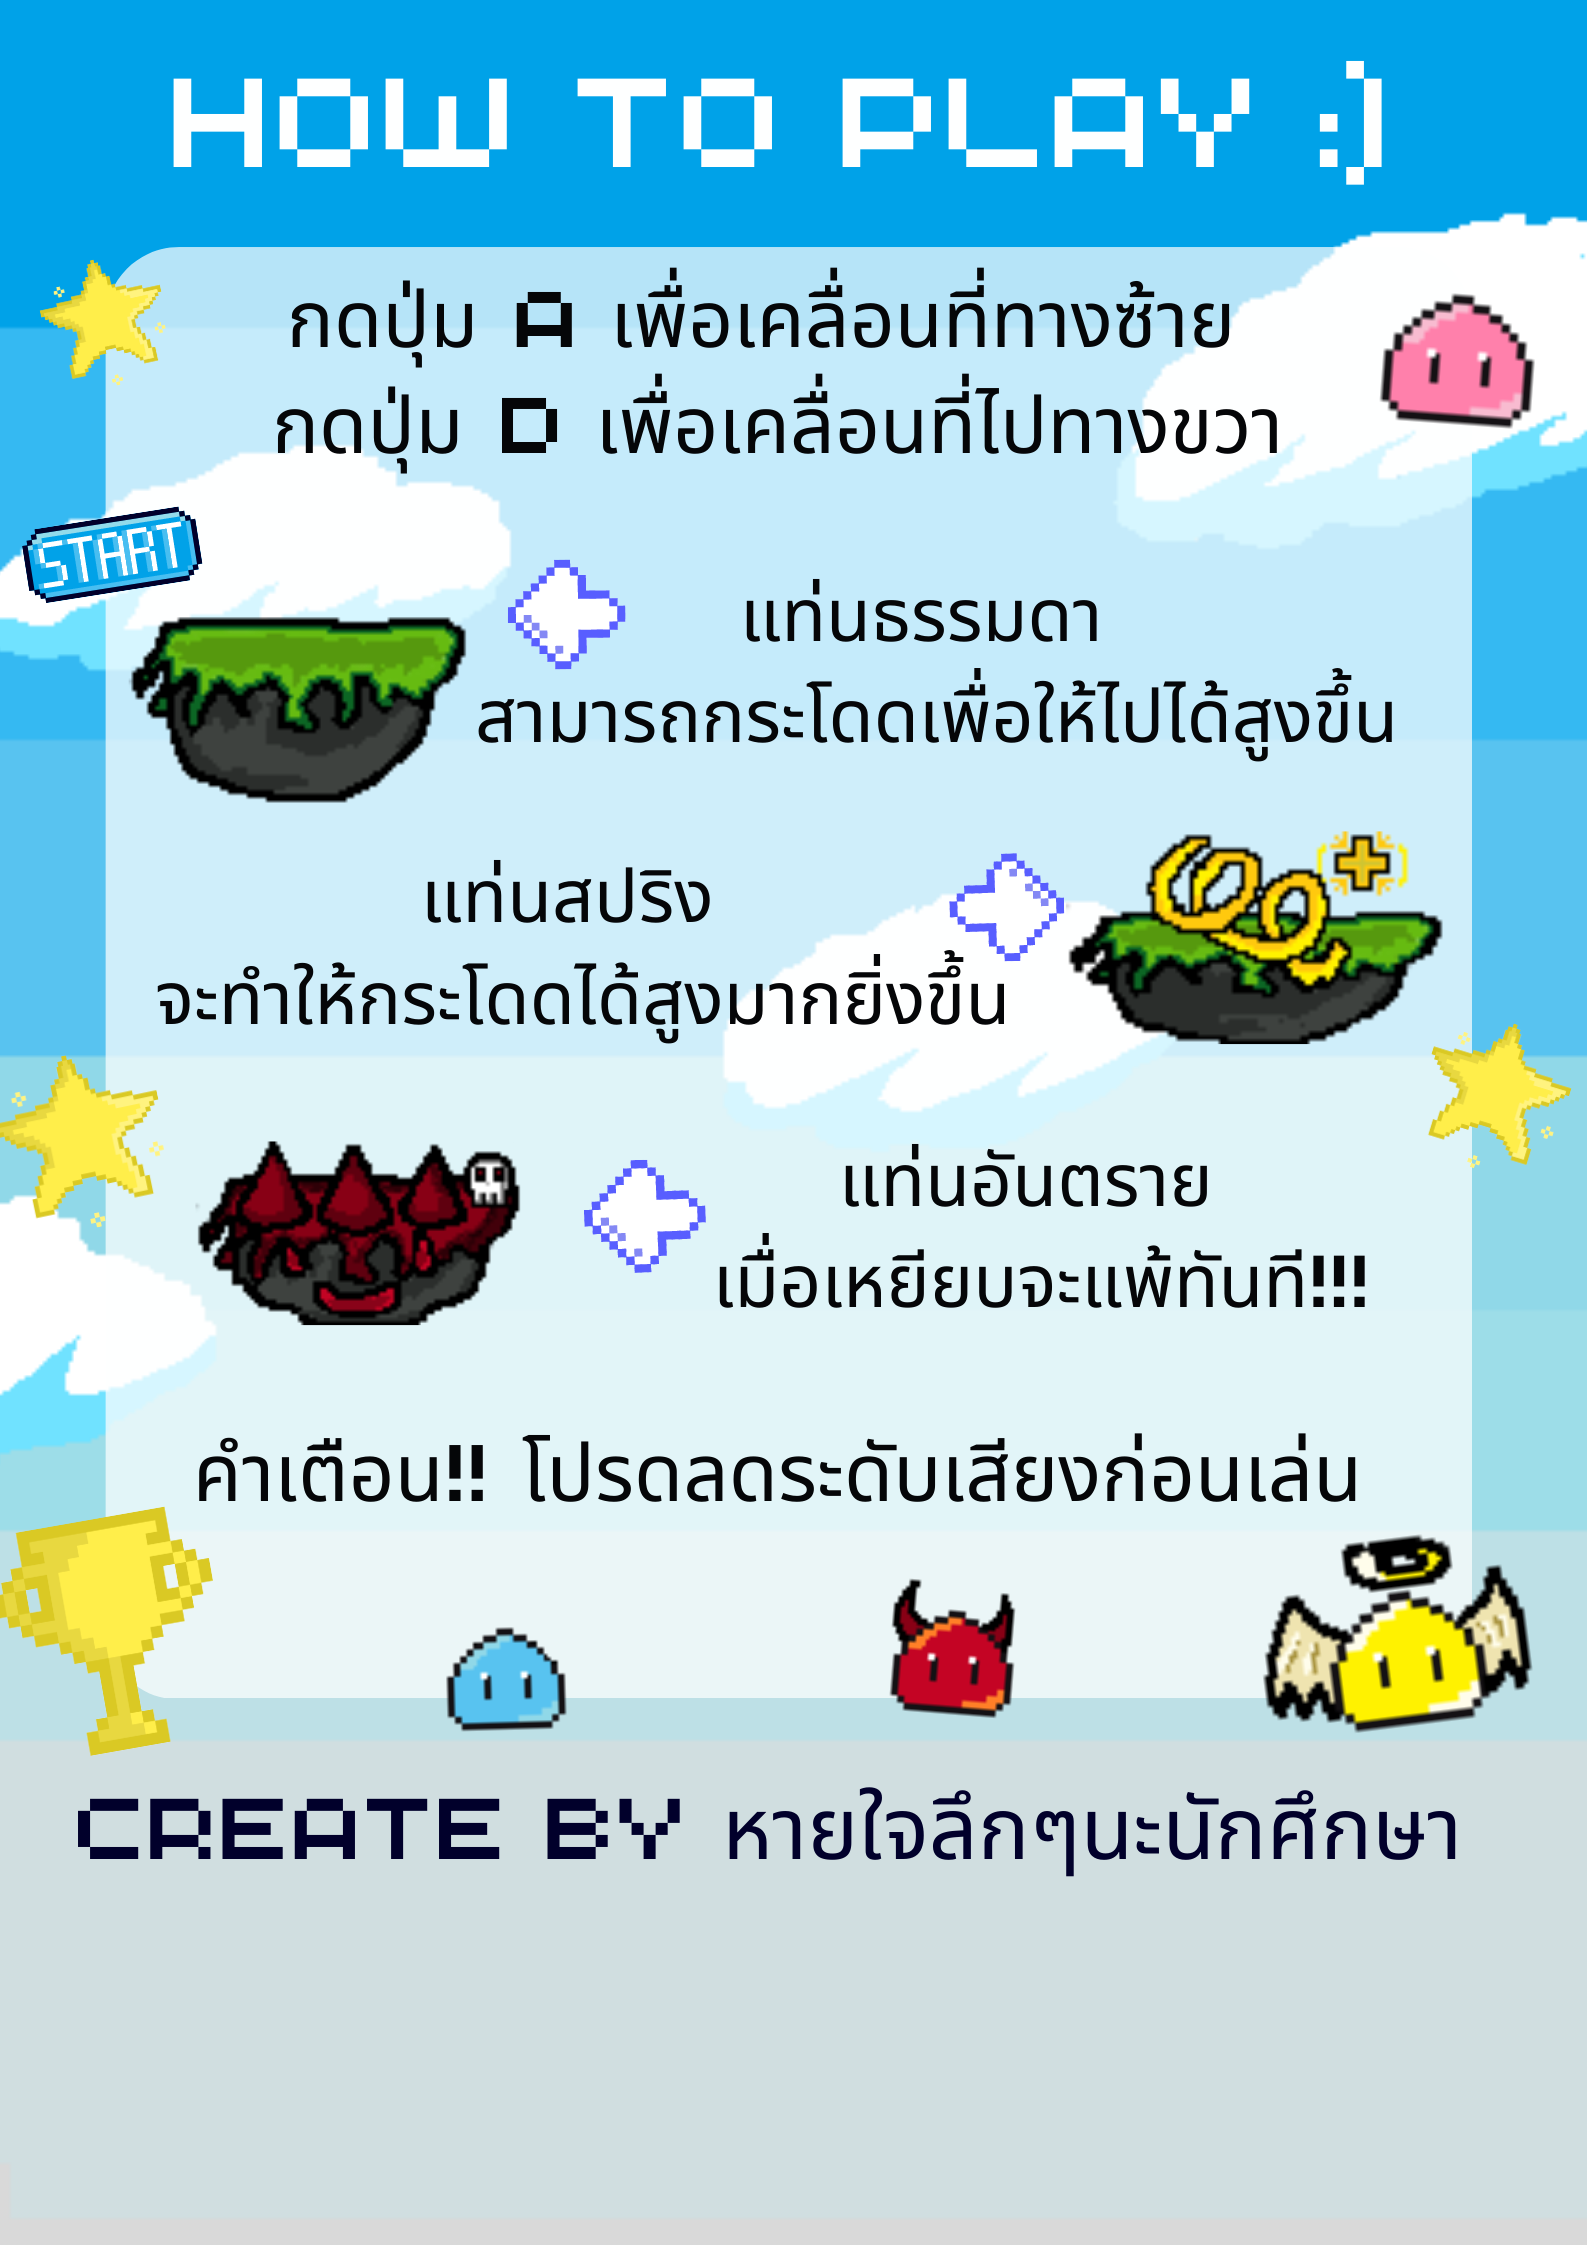 HOW TO PLAY :)
กดปุ่ม A เพื่อเคลื่อนที่ทางซ้าย
กดปุ่ม D เพื่อเคลื่อนที่ไปทางขวา
START
แท่นธรรมดา
สามารถกระโดดเพื่อให้ไปได้สูงขึ้น
แท่นสปริง
จะทำให้กระโดดได้สูงมากยิ่งขึ้น
แท่นอันตราย
เมื่อเหยียบจะแพ้ทันที!!!
คำเตือน!! โปรดลดระดับเสียงก่อนเล่น
CREATE BY หายใจลึกๆนะนักศึกษา